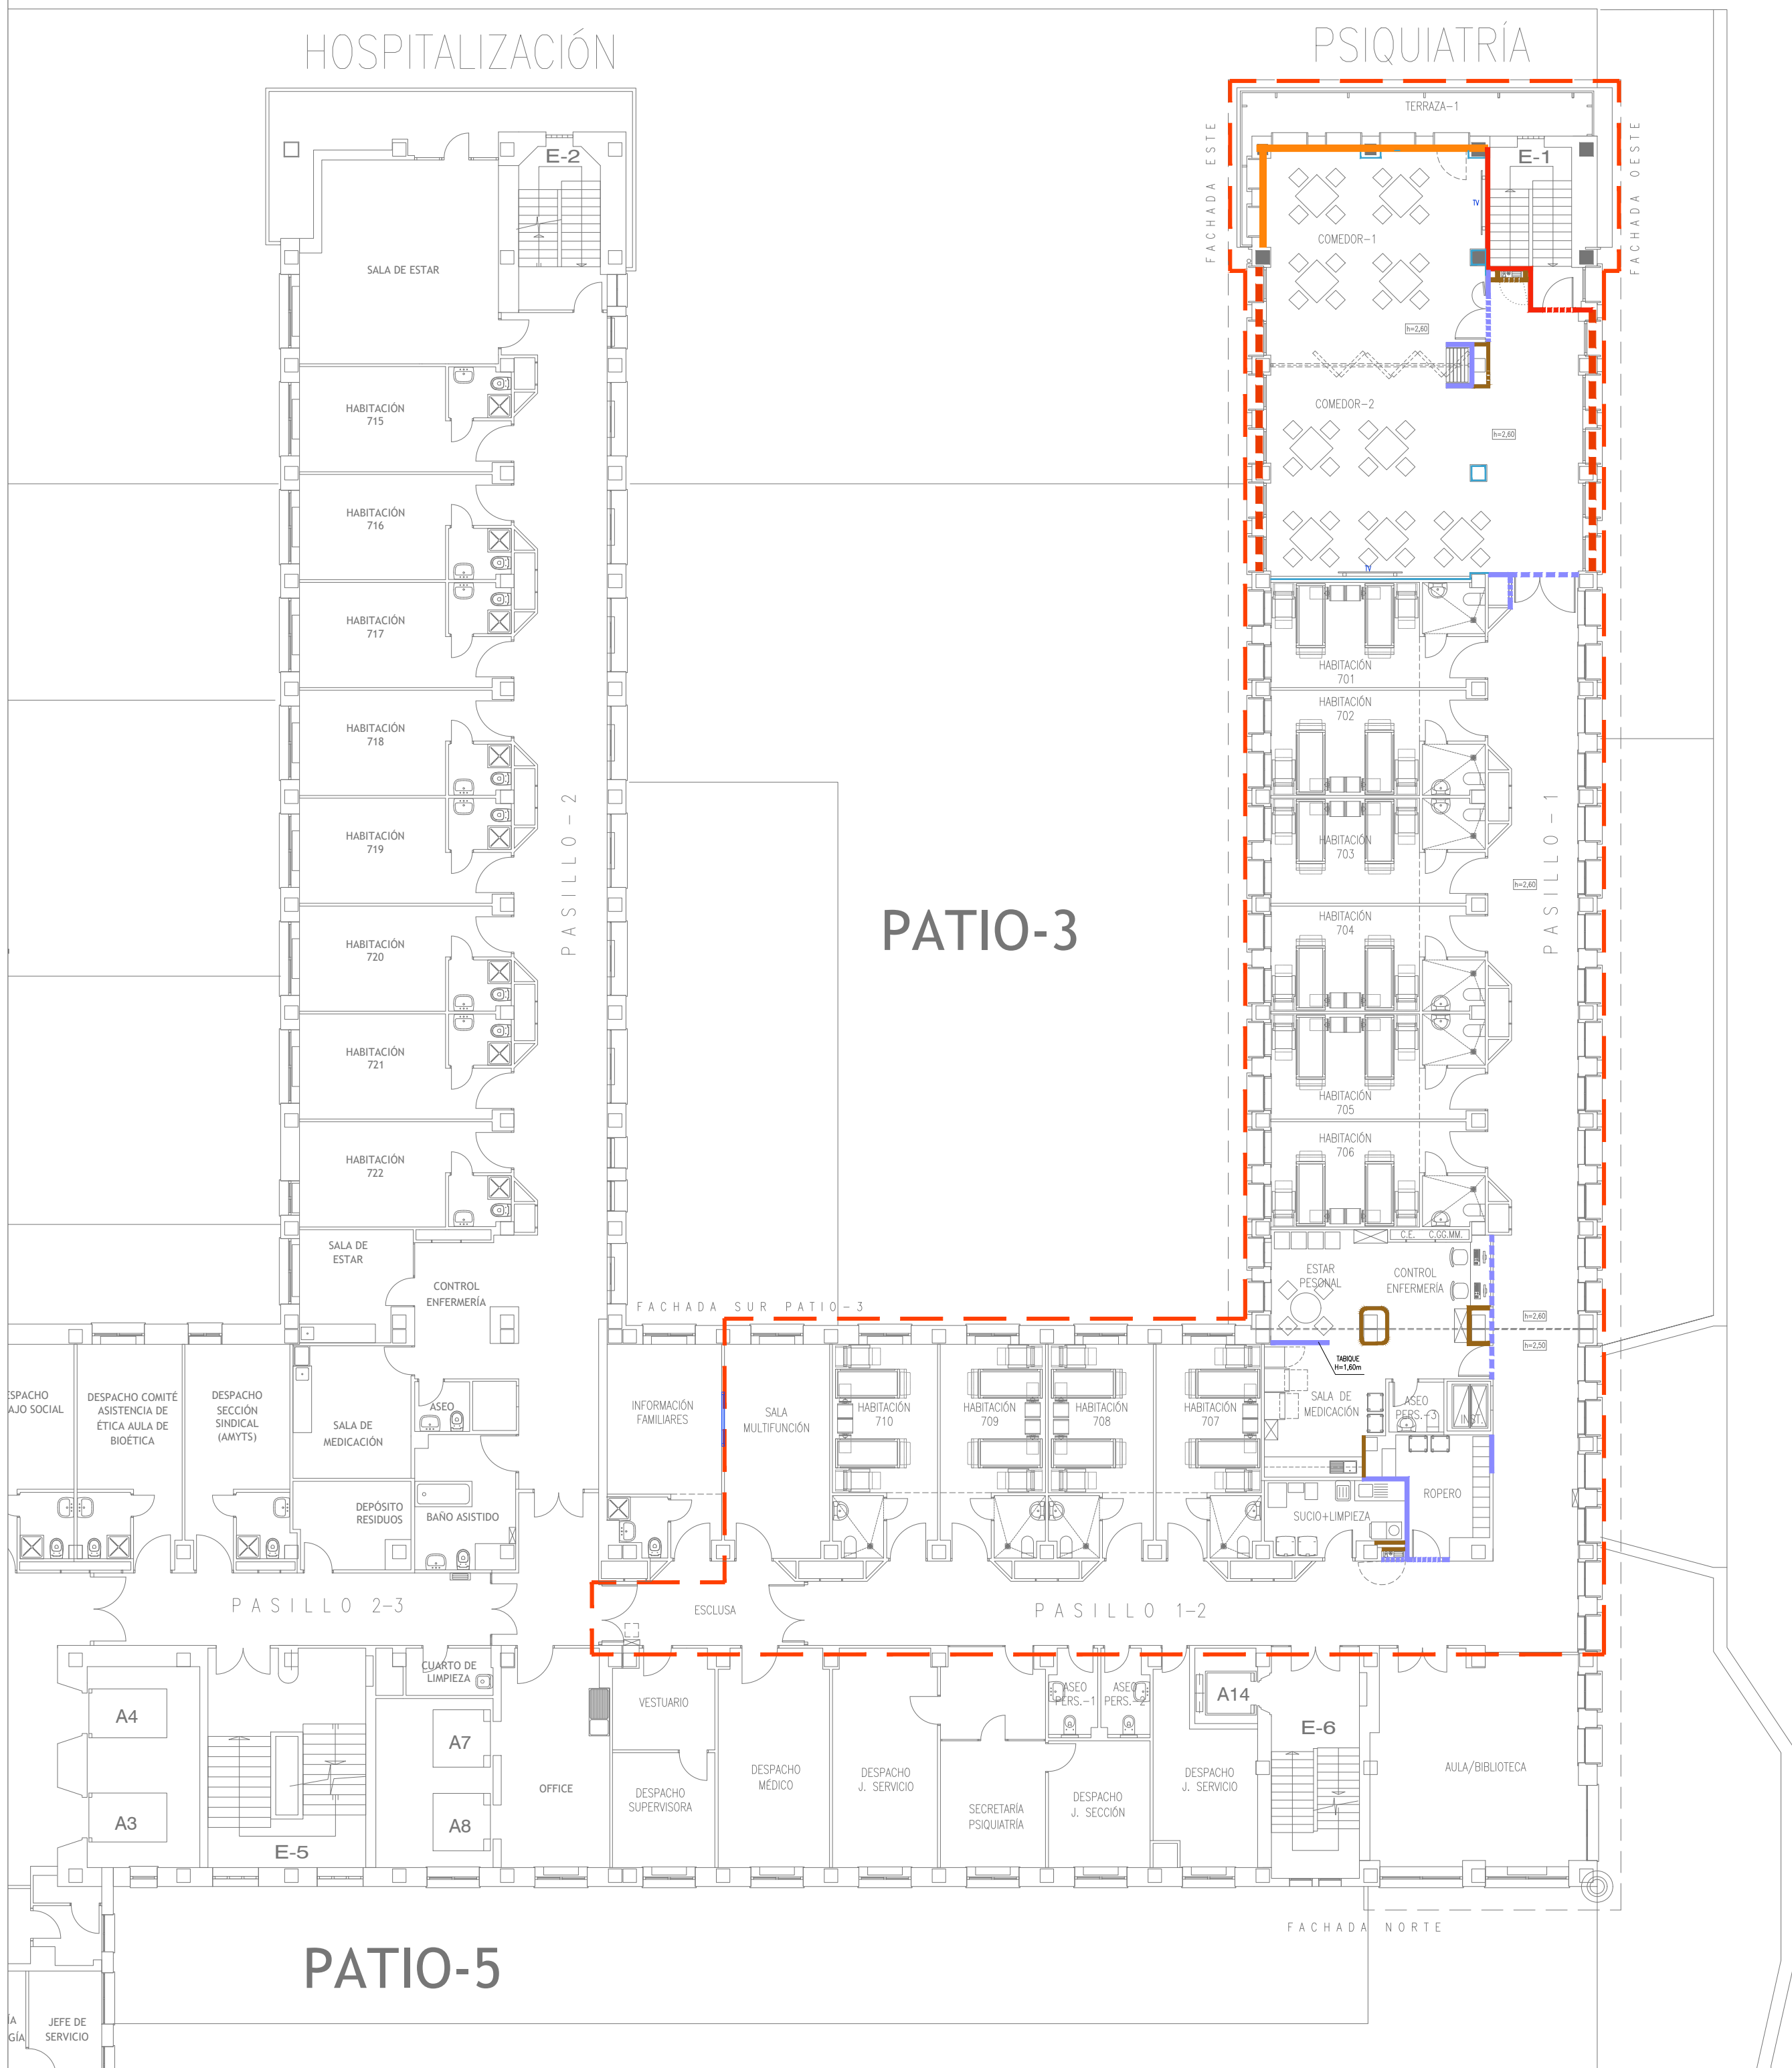 HOSPITALIZACIÓN
PSIQUIATRÍA
TERRAZA-1
FACHADA ESTE
FACHADA OESTE
E-2
E-1
TV
COMEDOR-1
SALA DE ESTAR
h=2,60
COMEDOR-2
h=2,60
HABITACIÓN
715
HABITACIÓN
716
HABITACIÓN
717
HABITACIÓN
718
HABITACIÓN
719
HABITACIÓN
720
HABITACIÓN
721
HABITACIÓN
722
PASILLO-2
TV
HABITACIÓN
701
HABITACIÓN
702
HABITACIÓN
703
HABITACIÓN
704
HABITACIÓN
705
HABITACIÓN
706
PASILLO-1
h=2,60
PATIO-3
SALA DE
ESTAR
CONTROL
ENFERMERÍA
C.E.
C.GG.MM.
ESTAR
PESONAL
CONTROL
ENFERMERÍA
FACHADA SUR PATIO-3
h=2,60
h=2,50
TABIQUE
H=1,60m
ESPACHO
AJO SOCIAL
DESPACHO COMITÉ
ASISTENCIA DE
ÉTICA AULA DE
BIOÉTICA
DESPACHO
SECCIÓN
SINDICAL
(AMYTS)
SALA DE
MEDICACIÓN
ASEO
INFORMACIÓN
FAMILIARES
SALA
MULTIFUNCIÓN
HABITACIÓN
710
HABITACIÓN
709
HABITACIÓN
708
HABITACIÓN
707
SALA DE
MEDICACIÓN
ASEO
PERS.-3
INST.
DEPÓSITO
RESIDUOS
BAÑO ASISTIDO
SUCIO+LIMPIEZA
ROPERO
PASILLO 2-3
ESCLUSA
PASILLO 1-2
CUARTO DE
LIMPIEZA
VESTUARIO
ASEO
PERS.-1
ASEO
PERS.-2
A14
A4
A7
E-6
A3
A8
E-5
OFFICE
DESPACHO
SUPERVISORA
DESPACHO
MÉDICO
DESPACHO
J. SERVICIO
SECRETARÍA
PSIQUIATRÍA
DESPACHO
J. SECCIÓN
DESPACHO
J. SERVICIO
AULA/BIBLIOTECA
FACHADA NORTE
PATIO-5
ÍA
GÍA
JEFE DE
SERVICIO